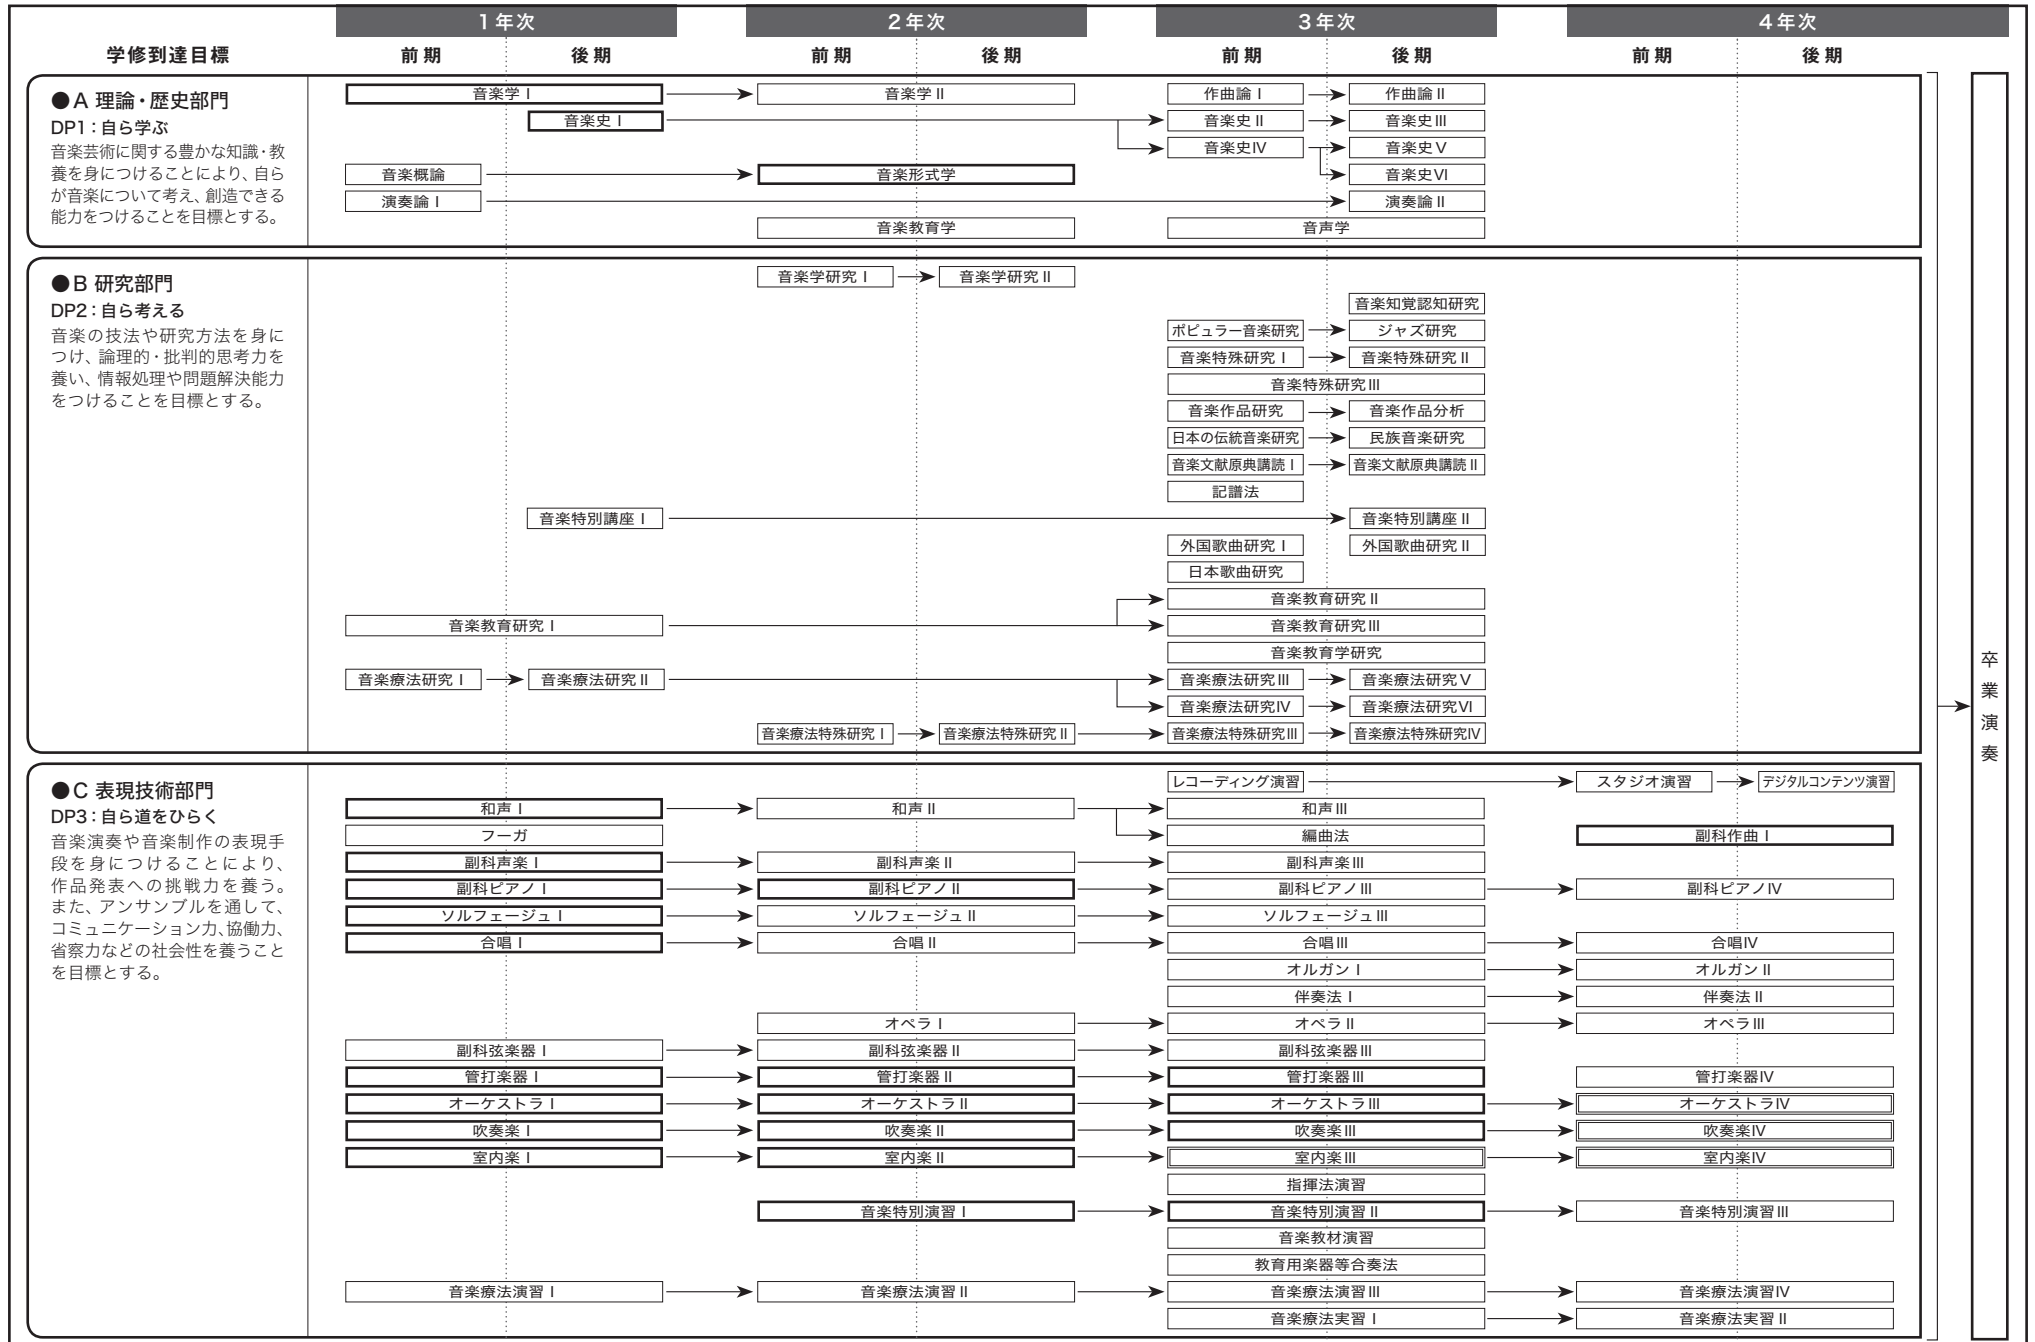 1年次 2年次 3年次 4年次
学修到達目標 前期 後期 前期 後期 前期 後期 前期 後期
●A 理論・歴史部門
DP1：自ら学ぶ
音楽芸術に関する豊かな知識・教
養を身につけることにより、自ら
が音楽について考え、創造できる
能力をつけることを目標とする。
音楽学Ⅰ 音楽学Ⅱ 作曲論Ⅰ 作曲論Ⅱ
音楽史Ⅰ 音楽史Ⅱ 音楽史Ⅲ
音楽史Ⅳ 音楽史Ⅴ
音楽概論 音楽形式学 音楽史Ⅵ
演奏論Ⅰ 演奏論Ⅱ
音楽教育学 音声学
●B 研究部門
DP2：自ら考える
音楽の技法や研究方法を身に
つけ、論理的・批判的思考力を
養い、情報処理や問題解決能力
をつけることを目標とする。
音楽学研究Ⅰ 音楽学研究Ⅱ
音楽知覚認知研究
ポピュラー音楽研究 ジャズ研究
音楽特殊研究Ⅰ 音楽特殊研究Ⅱ
音楽特殊研究Ⅲ
音楽作品研究 音楽作品分析
日本の伝統音楽研究 民族音楽研究
音楽文献原典講読Ⅰ 音楽文献原典講読Ⅱ
記譜法
音楽特別講座Ⅰ 音楽特別講座Ⅱ
外国歌曲研究Ⅰ 外国歌曲研究Ⅱ
日本歌曲研究
音楽教育研究Ⅱ
音楽教育研究Ⅰ 音楽教育研究Ⅲ
音楽教育学研究
音楽療法研究Ⅰ 音楽療法研究Ⅱ 音楽療法研究Ⅲ 音楽療法研究Ⅴ
音楽療法研究Ⅳ 音楽療法研究Ⅵ
音楽療法特殊研究Ⅰ 音楽療法特殊研究Ⅱ 音楽療法特殊研究Ⅲ 音楽療法特殊研究Ⅳ
●C 表現技術部門
DP3：自ら道をひらく
音楽演奏や音楽制作の表現手
段を身につけることにより、
作品発表への挑戦力を養う。
また、アンサンブルを通して、
コミュニケーション力、協働力、
省察力などの社会性を養うこと
を目標とする。
レコーディング演習 スタジオ演習 デジタルコンテンツ演習
和声Ⅰ 和声Ⅱ 和声Ⅲ
フーガ 編曲法 副科作曲Ⅰ
副科声楽Ⅰ 副科声楽Ⅱ 副科声楽Ⅲ
副科ピアノⅠ 副科ピアノⅡ 副科ピアノⅢ 副科ピアノⅣ
ソルフェージュⅠ ソルフェージュⅡ ソルフェージュⅢ
合唱Ⅰ 合唱Ⅱ 合唱Ⅲ 合唱Ⅳ
オルガンⅠ オルガンⅡ
伴奏法Ⅰ 伴奏法Ⅱ
オペラⅠ オペラⅡ オペラⅢ
副科弦楽器Ⅰ 副科弦楽器Ⅱ 副科弦楽器Ⅲ
管打楽器Ⅰ 管打楽器Ⅱ 管打楽器Ⅲ 管打楽器Ⅳ
オーケストラⅠ オーケストラⅡ オーケストラⅢ オーケストラⅣ
吹奏楽Ⅰ 吹奏楽Ⅱ 吹奏楽Ⅲ 吹奏楽Ⅳ
室内楽Ⅰ 室内楽Ⅱ 室内楽Ⅲ 室内楽Ⅳ
指揮法演習
音楽特別演習Ⅰ 音楽特別演習Ⅱ 音楽特別演習Ⅲ
音楽教材演習
教育用楽器等合奏法
音楽療法演習Ⅰ 音楽療法演習Ⅱ 音楽療法演習Ⅲ 音楽療法演習Ⅳ
音楽療法実習Ⅰ 音楽療法実習Ⅱ
卒業演奏